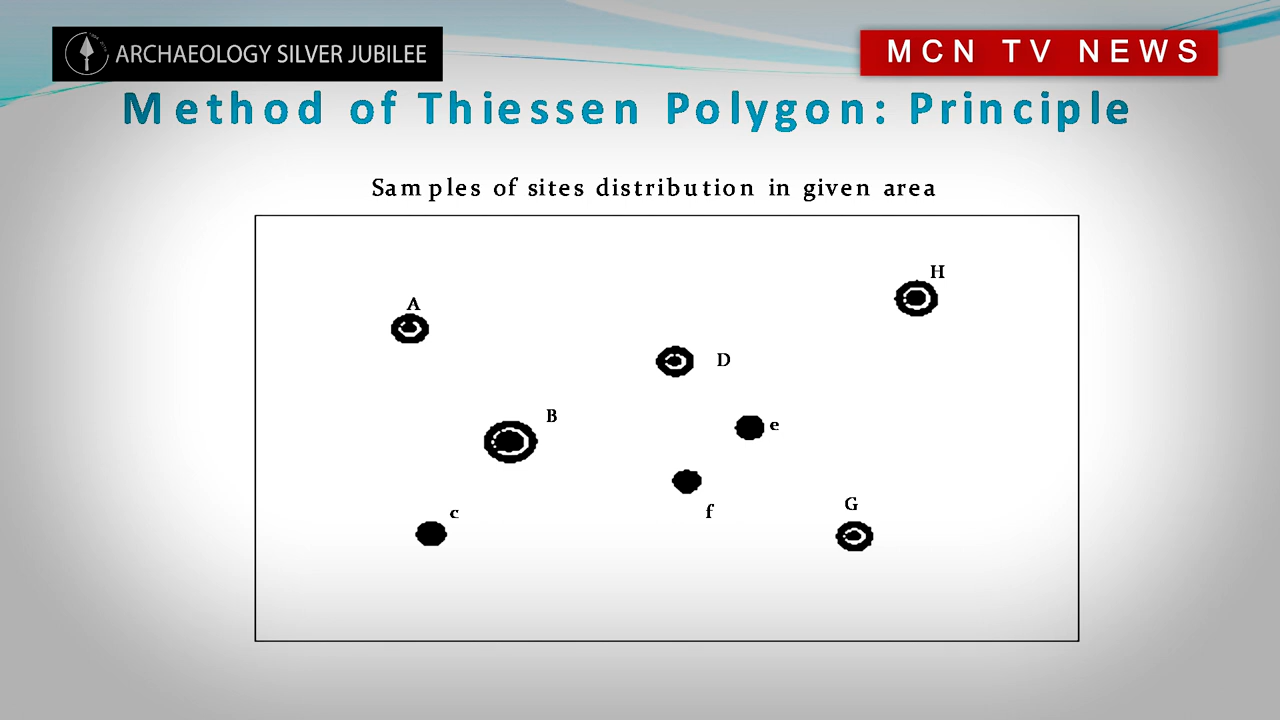 ARCHAEOLOGY SILVER JUBILEE
MCN TV NEWS
Method of Thiessen Polygon: Principle
Samples of sites distribution in given area
H
A
D
B
e
G
f
c